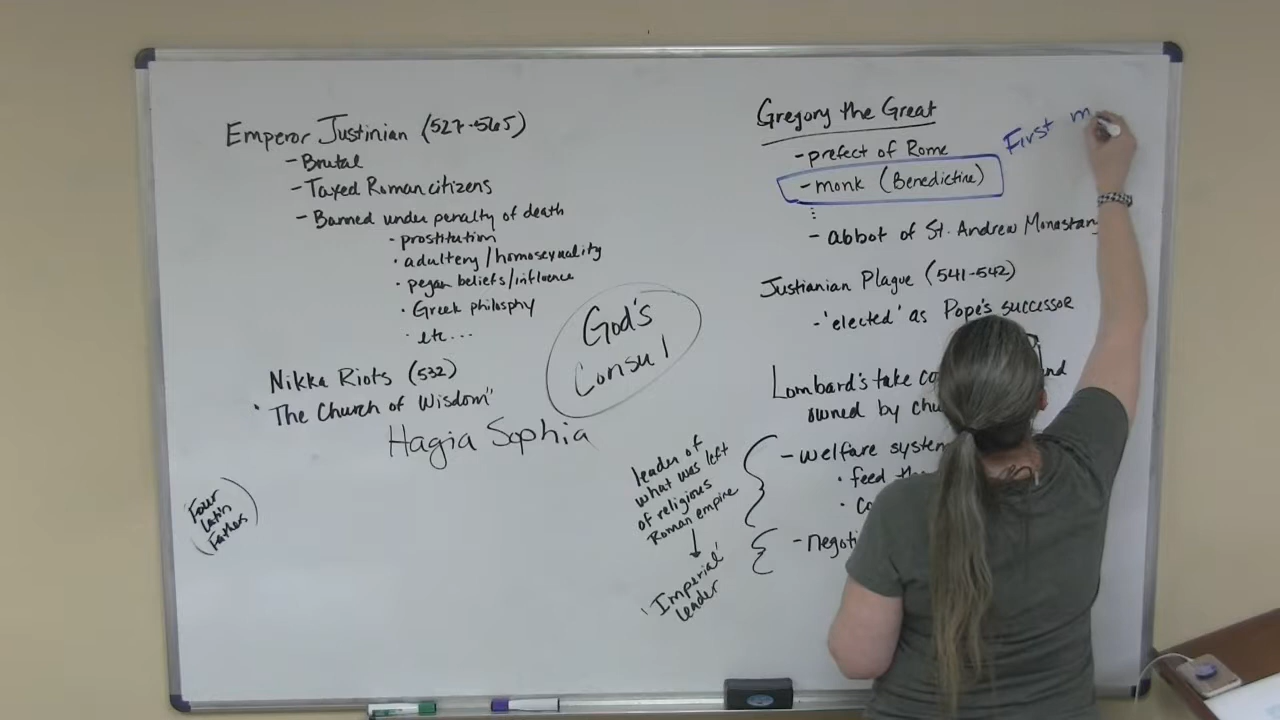 Emperor Justinian (527-565)
- Brutal
- Taxed Roman citizens
- Banned under penalty of death
· prostitution
· adultery/homosexuality
· pegan beliefs/influence
· Greek philosphy
· etc...
Nikka Riots (532)
· "The Church of Wisdom"
Hagia Sophia
Four
Latin
Fathers
God's
Consul
Gregory the Great
- prefect of Rome
- monk (Benedictine)
First m
- abbot of St. Andrew Monastary
Justianian Plague (541-542)
- 'elected' as Pope's successor
Lombard's take
owned by
- welfare system
· feed
leader of
what was left
of religious
Roman empire
'Imperial'
leader